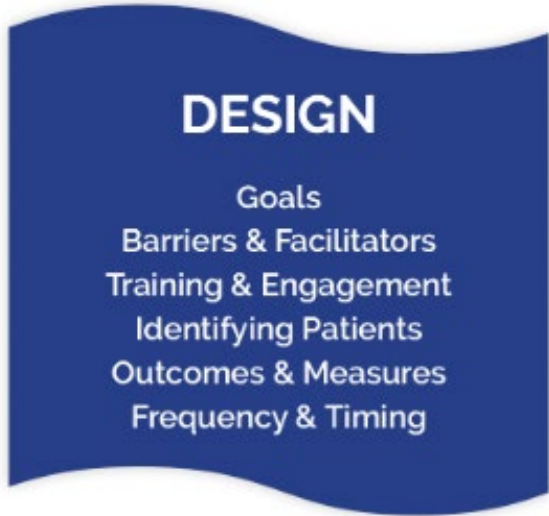 DESIGN
Goals
Barriers & Facilitators
Training & Engagement
Identifying Patients
Outcomes & Measures
Frequency & Timing